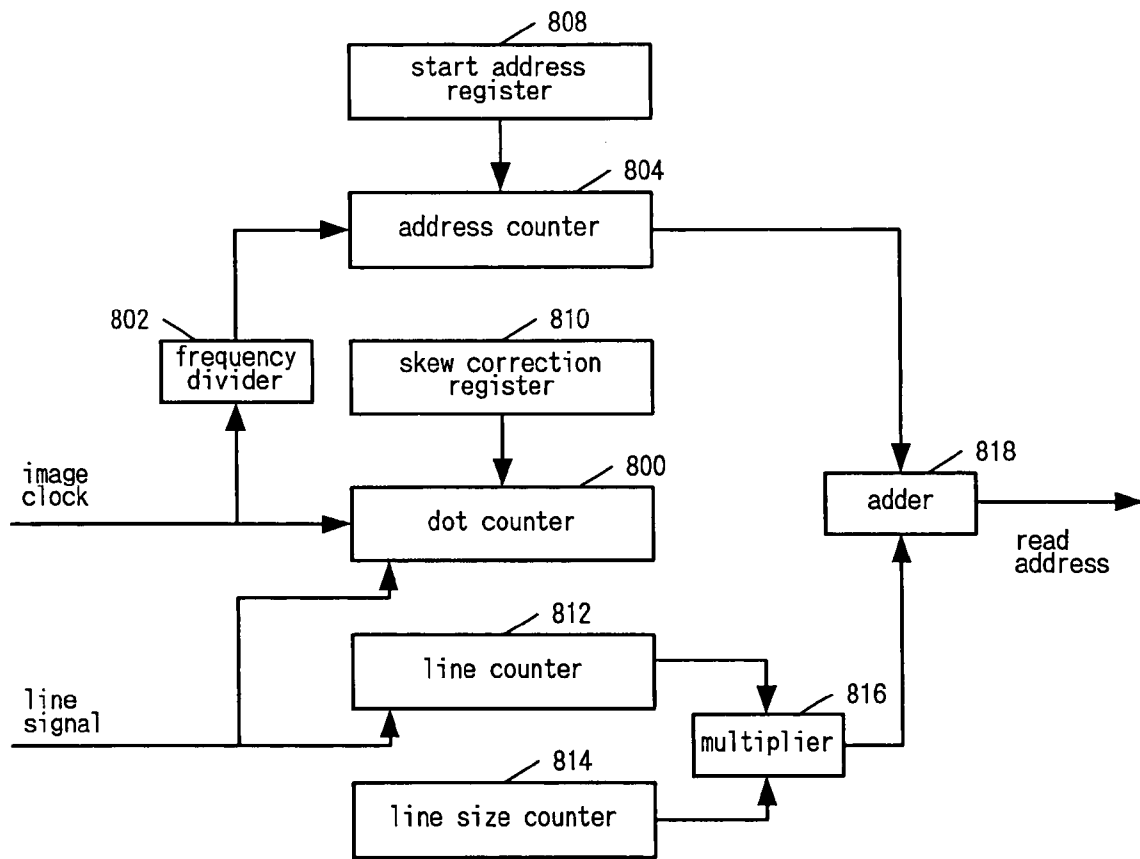 808
start address
register
804
address counter
802
frequency
divider
810
skew correction
register
image
clock
800
dot counter
818
adder
read
address
812
line counter
line
signal
816
multiplier
814
line size counter